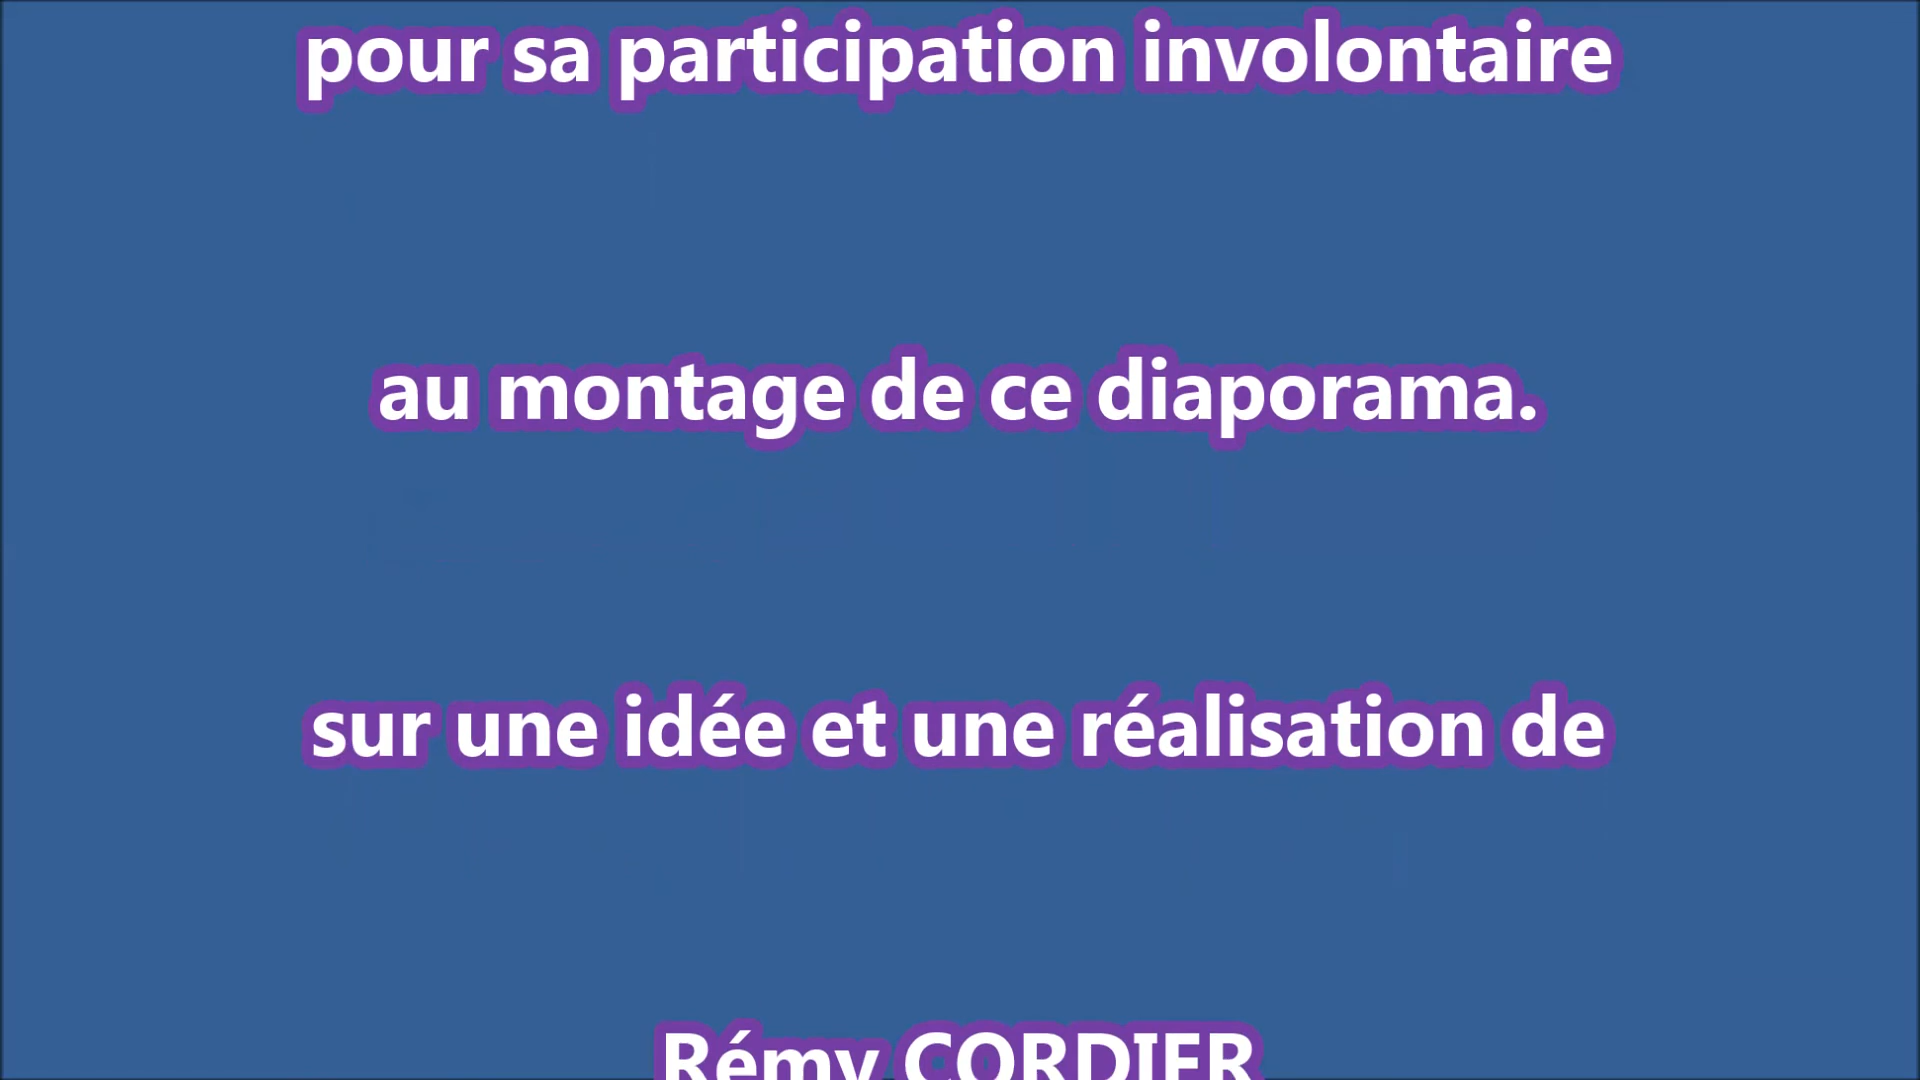 pour sa participation involontaire
au montage de ce diaporama.
sur une idée et une réalisation de
Rémy CORDIER